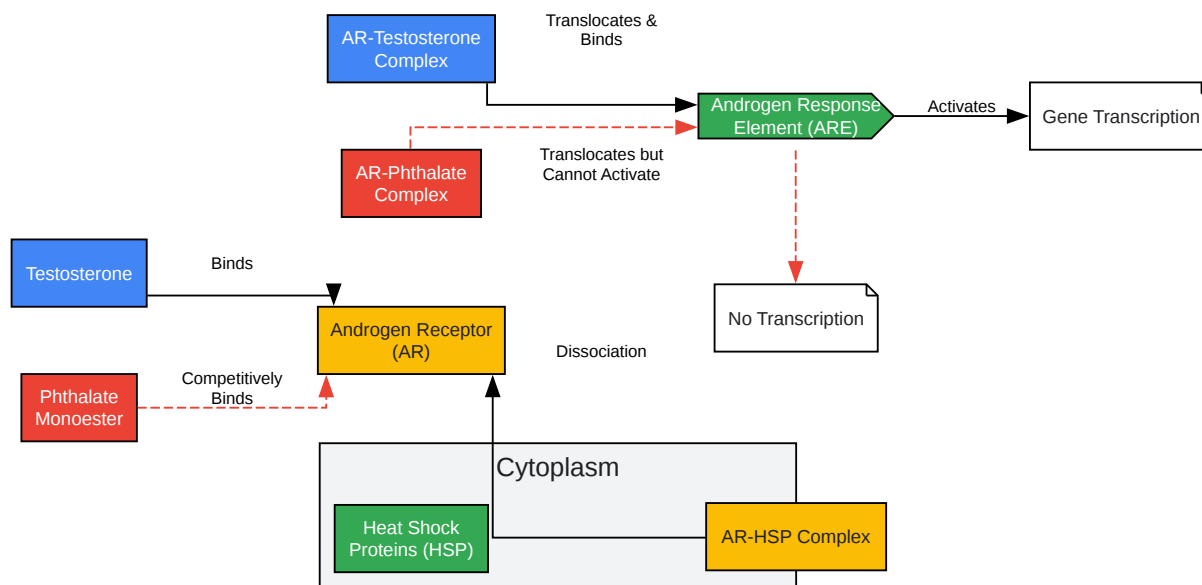 Translocates &
Binds
AR-Testosterone
Complex
Androgen Response
Element (ARE)
Activates
Gene Transcription
Translocates but
Cannot Activate
AR-Phthalate
Complex
Testosterone
Binds
No Transcription
Androgen Receptor
(AR)
Dissociation
Phthalate
Monoester
Competitively
Binds
Cytoplasm
Heat Shock
Proteins (HSP)
AR-HSP Complex